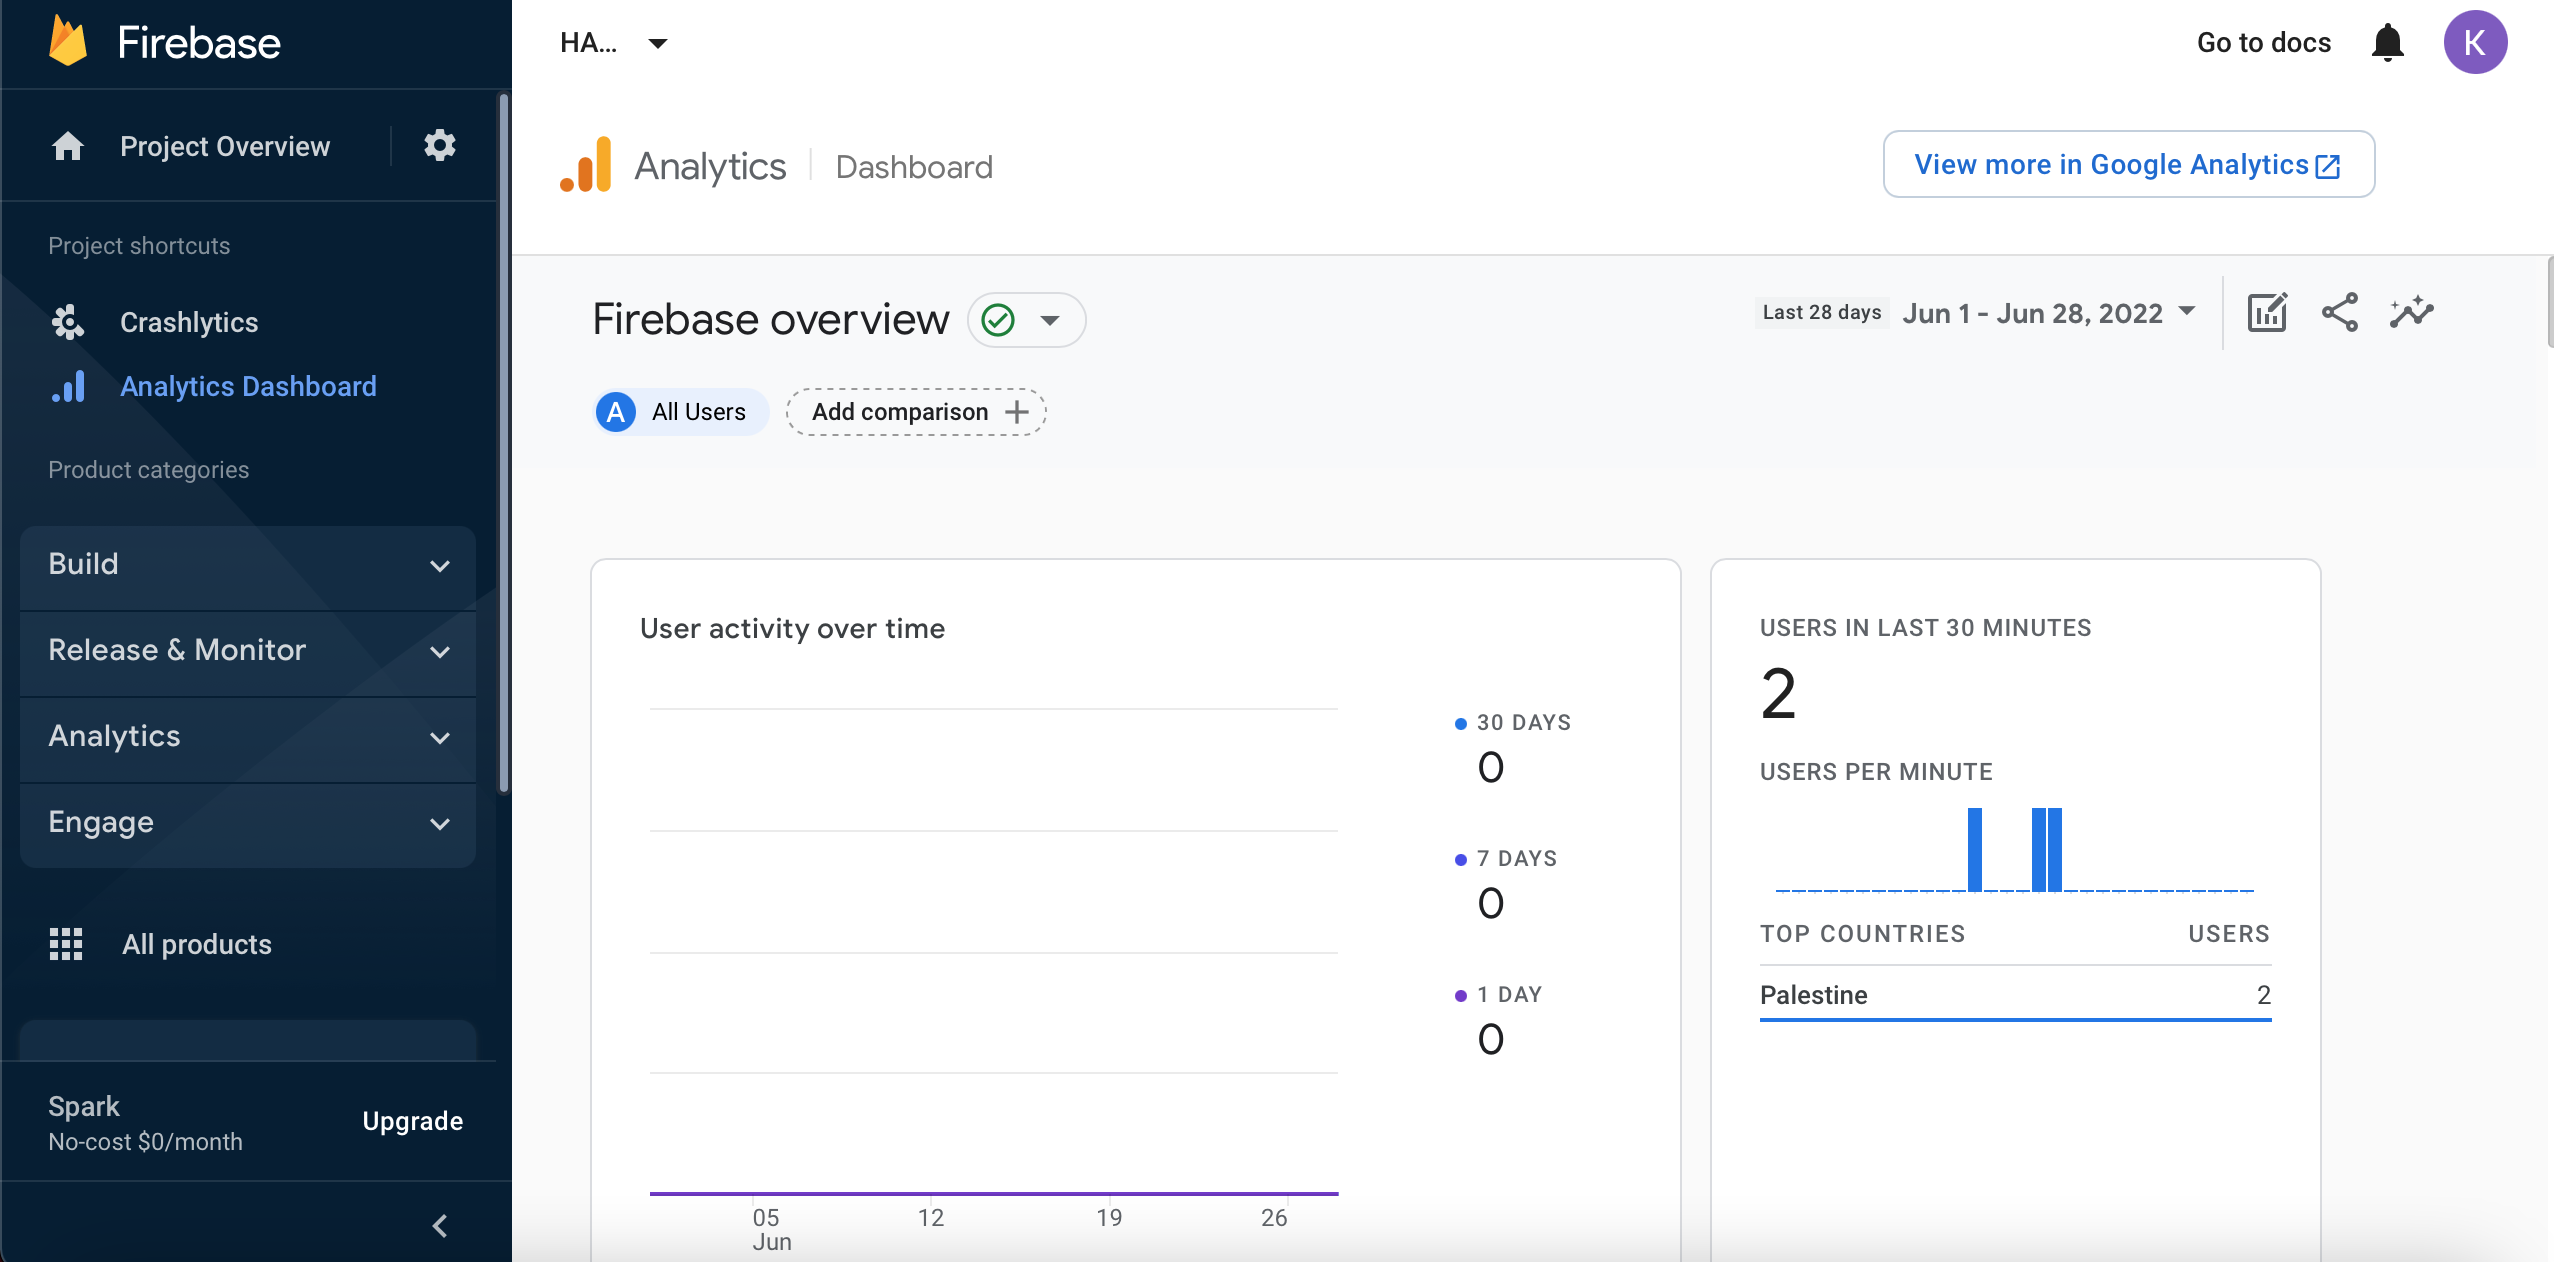 Firebase
HA...
Go to docs
K
Project Overview
Analytics
Dashboard
View more in Google Analytics
Project shortcuts
Crashlytics
Analytics Dashboard
Product categories
Build
Release & Monitor
Analytics
Engage
All products
Spark
No-cost $0/month
Upgrade
Firebase overview
Last 28 days
Jun 1 - Jun 28, 2022
A
All Users
Add comparison
User activity over time
30 DAYS
0
7 DAYS
0
1 DAY
0
05
Jun
12
19
26
USERS IN LAST 30 MINUTES
2
USERS PER MINUTE
TOP COUNTRIES
USERS
Palestine
2